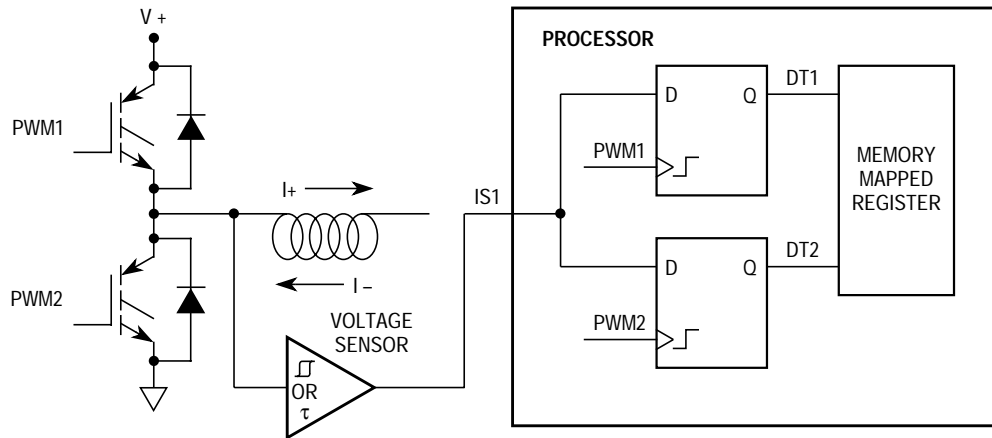 V +
PWM1
PWM2
I+
I –
VOLTAGE
SENSOR
OR
τ
IS1
PROCESSOR
D
Q
DT1
PWM1
D
Q
DT2
PWM2
MEMORY
MAPPED
REGISTER